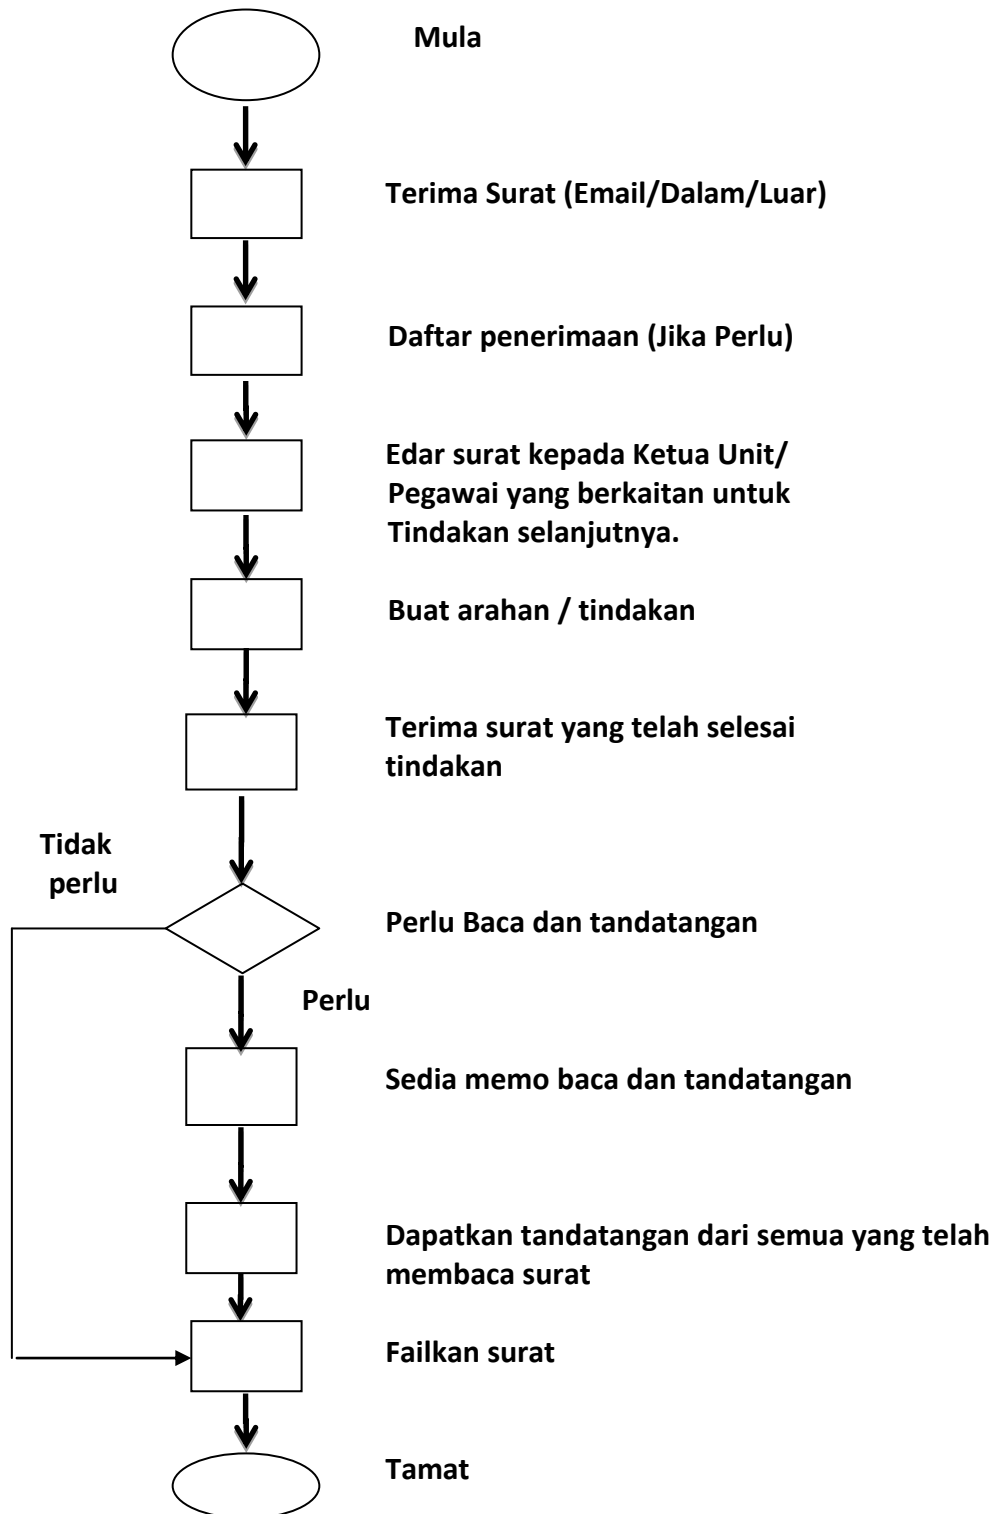 Mula
Terima Surat (Email/Dalam/Luar)
Daftar penerimaan (Jika Perlu)
Edar surat kepada Ketua Unit/
Pegawai yang berkaitan untuk
Tindakan selanjutnya.
Buat arahan / tindakan
Terima surat yang telah selesai
tindakan
Tidak
perlu
Perlu Baca dan tandatangan
Perlu
Sedia memo baca dan tandatangan
Dapatkan tandatangan dari semua yang telah
membaca surat
Failkan surat
Tamat